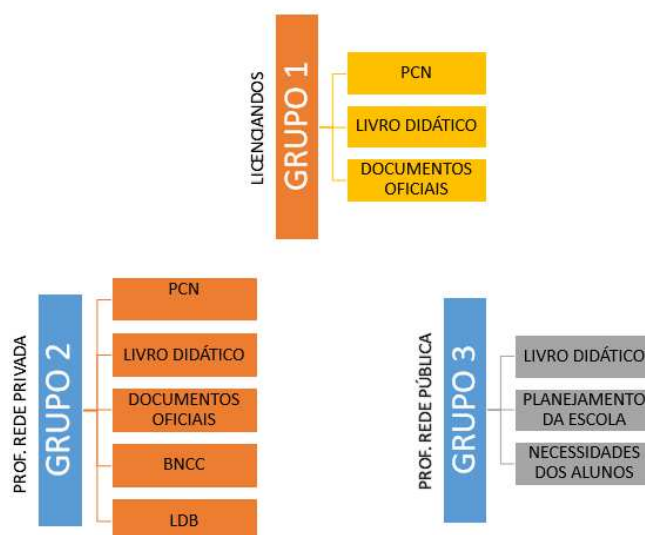 LICENCIANDOS
GRUPO 1
PCN
LIVRO DIDÁTICO
DOCUMENTOS
OFICIAIS
PROF. REDE PRIVADA
GRUPO 2
PCN
LIVRO DIDÁTICO
DOCUMENTOS
OFICIAIS
BNCC
LDB
PROF. REDE PÚBLICA
GRUPO 3
LIVRO DIDÁTICO
PLANEJAMENTO
DA ESCOLA
NECESSIDADES
DOS ALUNOS